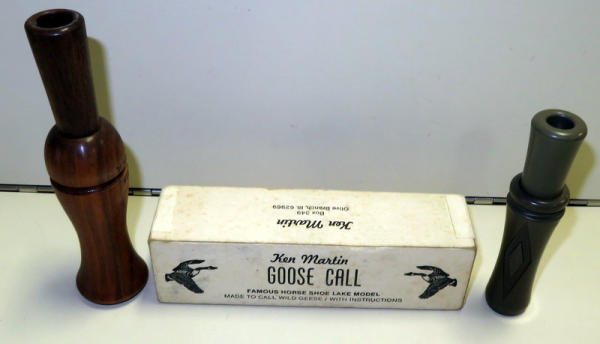 Ken Martin
Box 349
Olive Branch, Ill. 62969
Ken Martin
GOOSE CALL
FAMOUS HORSE SHOE LAKE MODEL
MADE TO CALL WILD GEESE / WITH INSTRUCTIONS